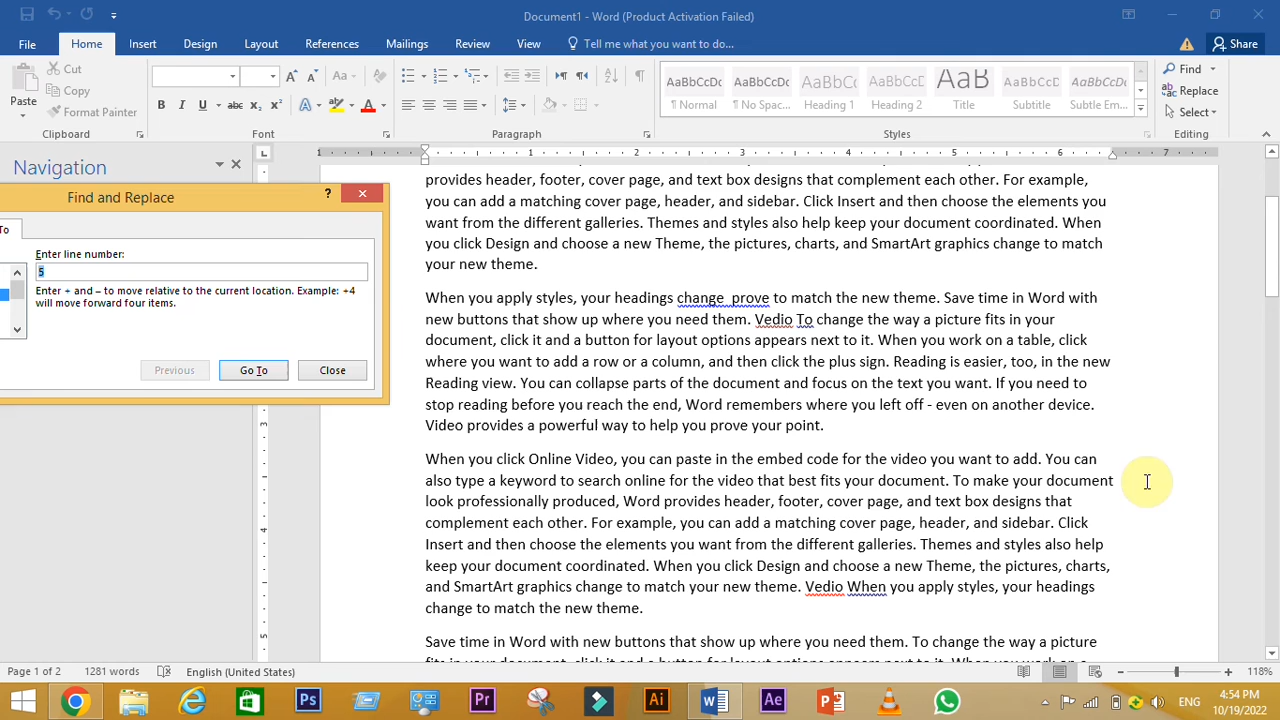 Document1 - Word (Product Activation Failed)
File Home Insert Design Layout References Mailings Review View Tell me what you want to do... Share
Cut
Copy
Paste
Format Painter
Aa
abc X₂ X²
A
A
AaBbCcDc AaBbCcDc AaBbCc AaBbCcC AaB AaBbCcC AaBbCcDc
¶ Normal ¶ No Spac... Heading 2 Title Subtitle Subtle Em...
Find
Replace
Select
Clipboard Font Paragraph Styles Editing
Navigation
1 1 2 3 4 5 6 7
Find and Replace
? X
To
Enter line number:
5
Enter + and – to move relative to the current location. Example: +4
will move forward four items.
Previous Go To Close
3
4
5
provides header, footer, cover page, and text box designs that complement each other. For example,
you can add a matching cover page, header, and sidebar. Click Insert and then choose the elements you
want from the different galleries. Themes and styles also help keep your document coordinated. When
you click Design and choose a new Theme, the pictures, charts, and SmartArt graphics change to match
your new theme.
When you apply styles, your headings change  prove to match the new theme. Save time in Word with
new buttons that show up where you need them. Vedio To change the way a picture fits in your
document, click it and a button for layout options appears next to it. When you work on a table, click
where you want to add a row or a column, and then click the plus sign. Reading is easier, too, in the new
Reading view. You can collapse parts of the document and focus on the text you want. If you need to
stop reading before you reach the end, Word remembers where you left off - even on another device.
Video provides a powerful way to help you prove your point.
When you click Online Video, you can paste in the embed code for the video you want to add. You can
also type a keyword to search online for the video that best fits your document. To make your document
look professionally produced, Word provides header, footer, cover page, and text box designs that
complement each other. For example, you can add a matching cover page, header, and sidebar. Click
Insert and then choose the elements you want from the different galleries. Themes and styles also help
keep your document coordinated. When you click Design and choose a new Theme, the pictures, charts,
and SmartArt graphics change to match your new theme. Vedio When you apply styles, your headings
change to match the new theme.
Save time in Word with new buttons that show up where you need them. To change the way a picture
Page 1 of 2 1281 words English (United States) 118%
Ps Pr Ai Ae ENG
4:54 PM
10/19/2022